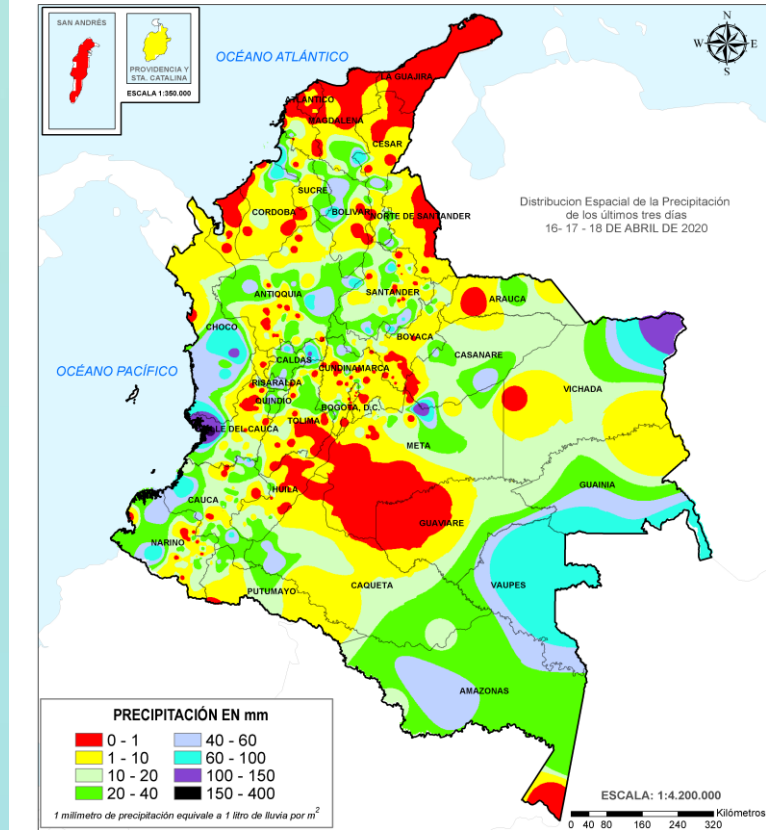 SAN ANDRÉS
PROVIDENCIA Y
STA. CATALINA
ESCALA 1:350.000
OCÉANO ATLÁNTICO
N
W E
S
LA GUAJIRA
ATLANTICO
MAGDALENA
CESAR
SUCRE
CORDOBA
BOLIVAR
NORTE DE SANTANDER
Distribucion Espacial de la Precipitación
de los últimos tres días
16- 17 - 18 DE ABRIL DE 2020
ANTIOQUIA
SANTANDER
ARAUCA
CHOCO
BOYACA
OCÉANO PACÍFICO
CALDAS
CASANARE
CUNDINAMARCA
RISARALDA
VICHADA
QUINDIO
BOGOTA, D.C.
TOLIMA
LLE DEL CAUCA
META
HUILA
GUAINIA
CAUCA
GUAVIARE
NARINO
PUTUMAYO
CAQUETA
VAUPES
AMAZONAS
PRECIPITACIÓN EN mm
0 - 1
1 - 10
10 - 20
20 - 40
40 - 60
60 - 100
100 - 150
150 - 400
1 milimetro de precipitación equivale a 1 litro de lluvia por m²
ESCALA: 1:4.200.000
Kilómetros
0 40 80 160 240 320